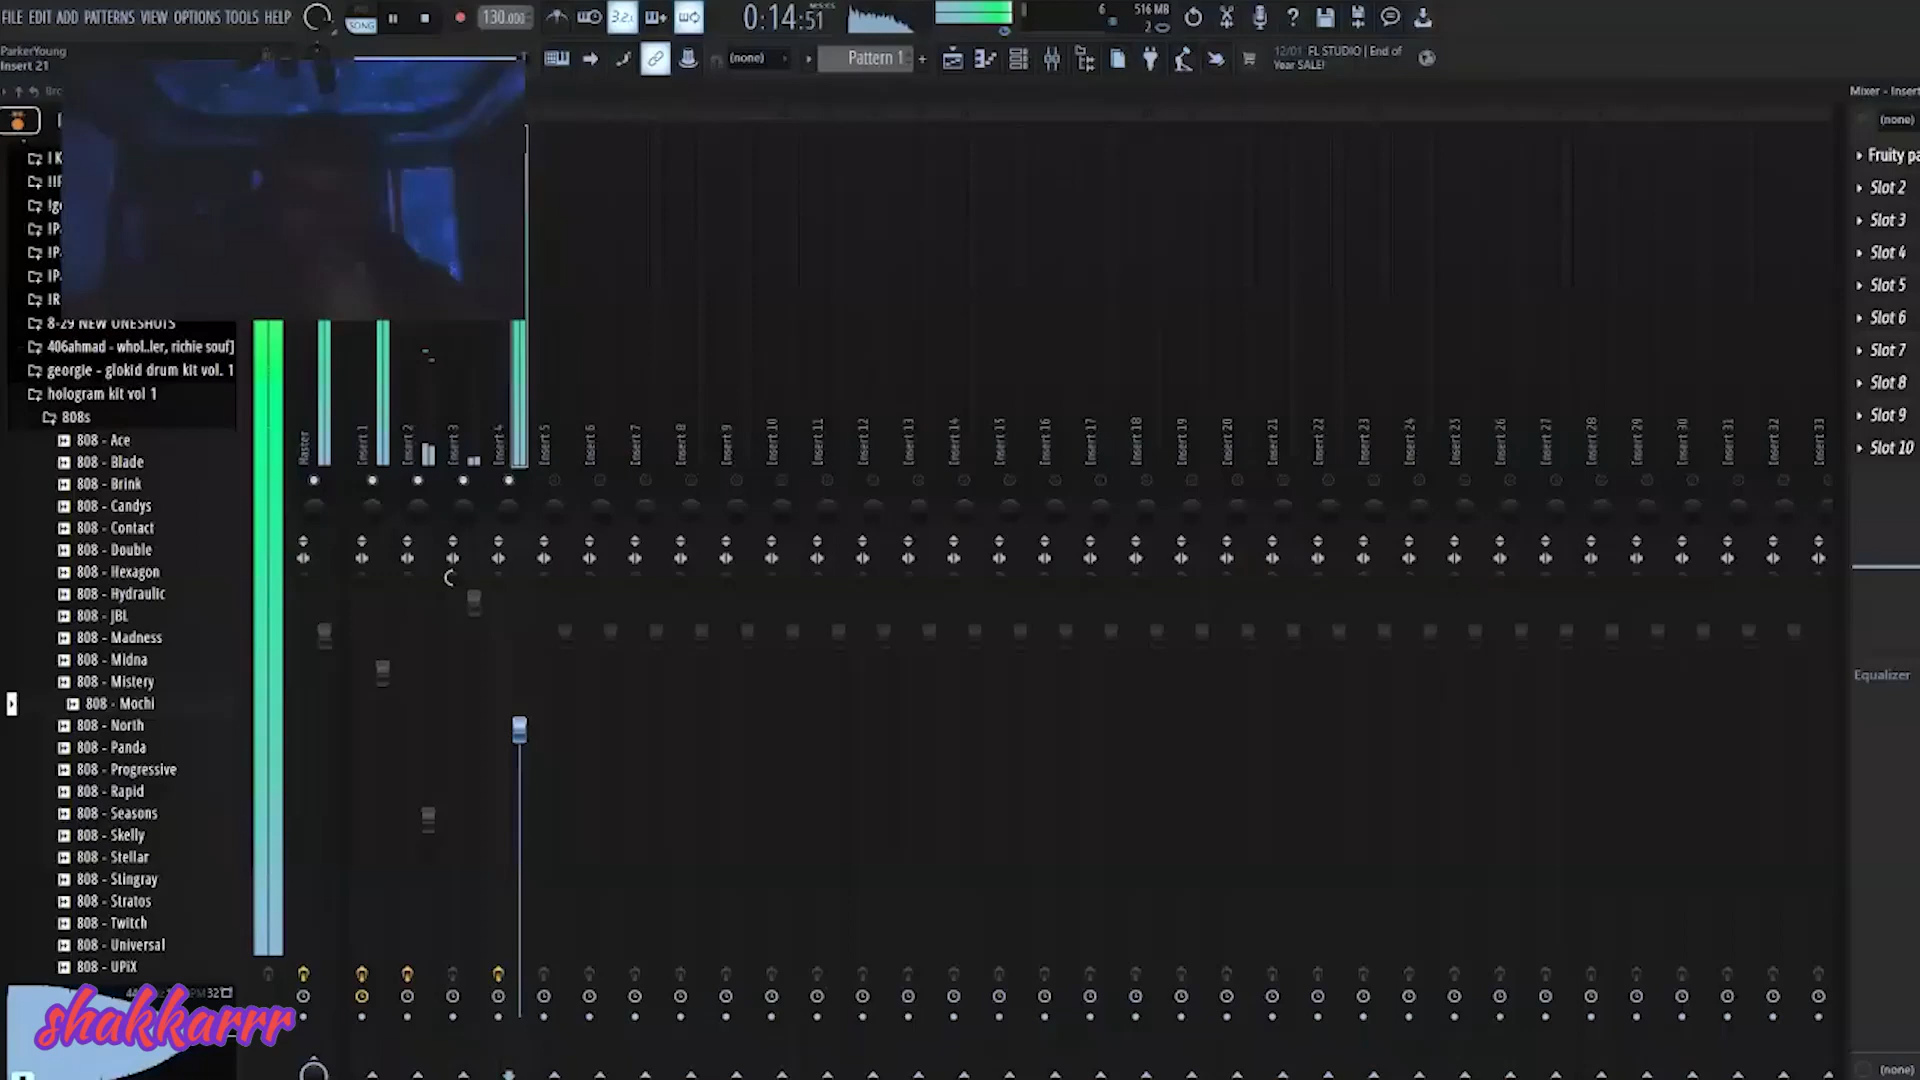 FILE EDIT ADD PATTERNS VIEW OPTIONS TOOLS HELP
SONG
130.000
3.2.
0:14:51
6
516 MB
2
ParkerYoung
Insert 21
(none)
Pattern 1
12/01 FL STUDIO | End of
Year SALE!
Mixer - Insert
(none)
Fruity pa
Slot 2
Slot 3
Slot 4
Slot 5
Slot 6
Slot 7
Slot 8
Slot 9
Slot 10
Equalizer
(none)
8-29 NEW ONESHOTS
406ahmad - whol..ler, richie souf]
georgie - glokid drum kit vol. 1
hologram kit vol 1
808s
808 - Ace
808 - Blade
808 - Brink
808 - Candys
808 - Contact
808 - Double
808 - Hexagon
808 - Hydraulic
808 - JBL
808 - Madness
808 - Midna
808 - Mistery
808 - Mochi
808 - North
808 - Panda
808 - Progressive
808 - Rapid
808 - Seasons
808 - Skelly
808 - Stellar
808 - Stingray
808 - Stratos
808 - Twitch
808 - Universal
808 - UPiX
Master
Insert 1
Insert 2
Insert 3
Insert 4
Insert 5
Insert 6
Insert 7
Insert 8
Insert 9
Insert 10
Insert 11
Insert 12
Insert 13
Insert 14
Insert 15
Insert 16
Insert 17
Insert 18
Insert 19
Insert 20
Insert 21
Insert 22
Insert 23
Insert 24
Insert 25
Insert 26
Insert 27
Insert 28
Insert 29
Insert 30
Insert 31
Insert 32
Insert 33
shakkarrr